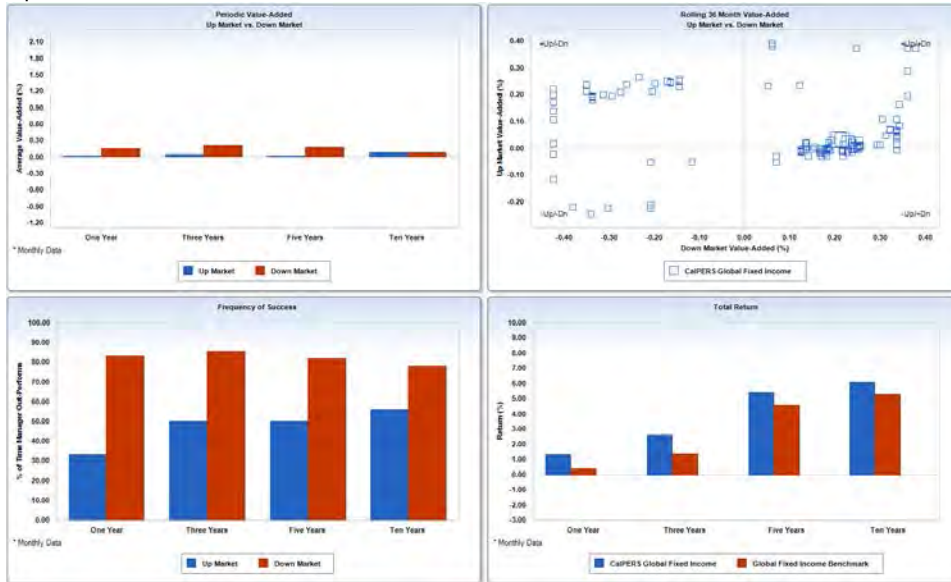 Periodic Value-Added
Up Market vs. Down Market
Average Value-Added (%)
2.10
1.80
1.50
1.20
0.90
0.60
0.30
0.00
-0.30
-0.60
-0.90
-1.20
One Year
Three Years
Five Years
Ten Years
* Monthly Data
Up Market
Down Market
Rolling 36 Month Value-Added
Up Market vs. Down Market
Up Market Value-Added (%)
+Up/-Dn
+Up/+Dn
-Up/-Dn
-Up/+Dn
0.40
0.30
0.20
0.10
0.00
-0.10
-0.20
-0.40
-0.30
-0.20
-0.10
0.00
0.10
0.20
0.30
0.40
Down Market Value-Added (%)
CalPERS Global Fixed Income
Frequency of Success
% of Time Manager Out-Performs
100.00
90.00
80.00
70.00
60.00
50.00
40.00
30.00
20.00
10.00
0.00
One Year
Three Years
Five Years
Ten Years
* Monthly Data
Up Market
Down Market
Total Return
Return (%)
10.00
9.00
8.00
7.00
6.00
5.00
4.00
3.00
2.00
1.00
0.00
-1.00
-2.00
-3.00
One Year
Three Years
Five Years
Ten Years
* Monthly Data
CalPERS Global Fixed Income
Global Fixed Income Benchmark